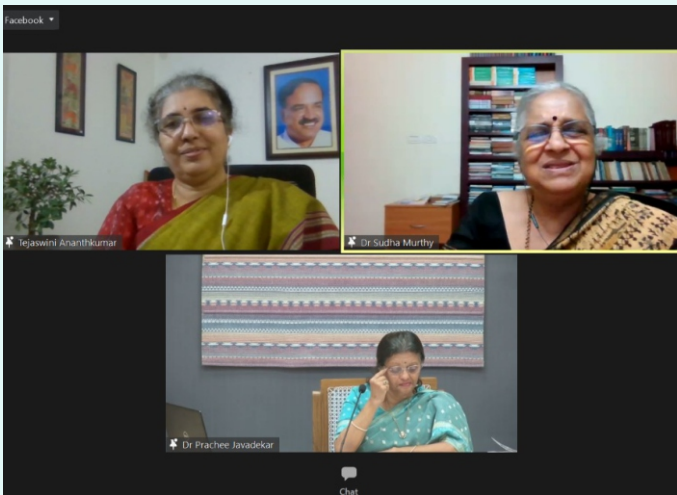 Facebook
Tejaswini Ananthkumar
Dr Sudha Murthy
Dr Prachee Javadekar
Chat